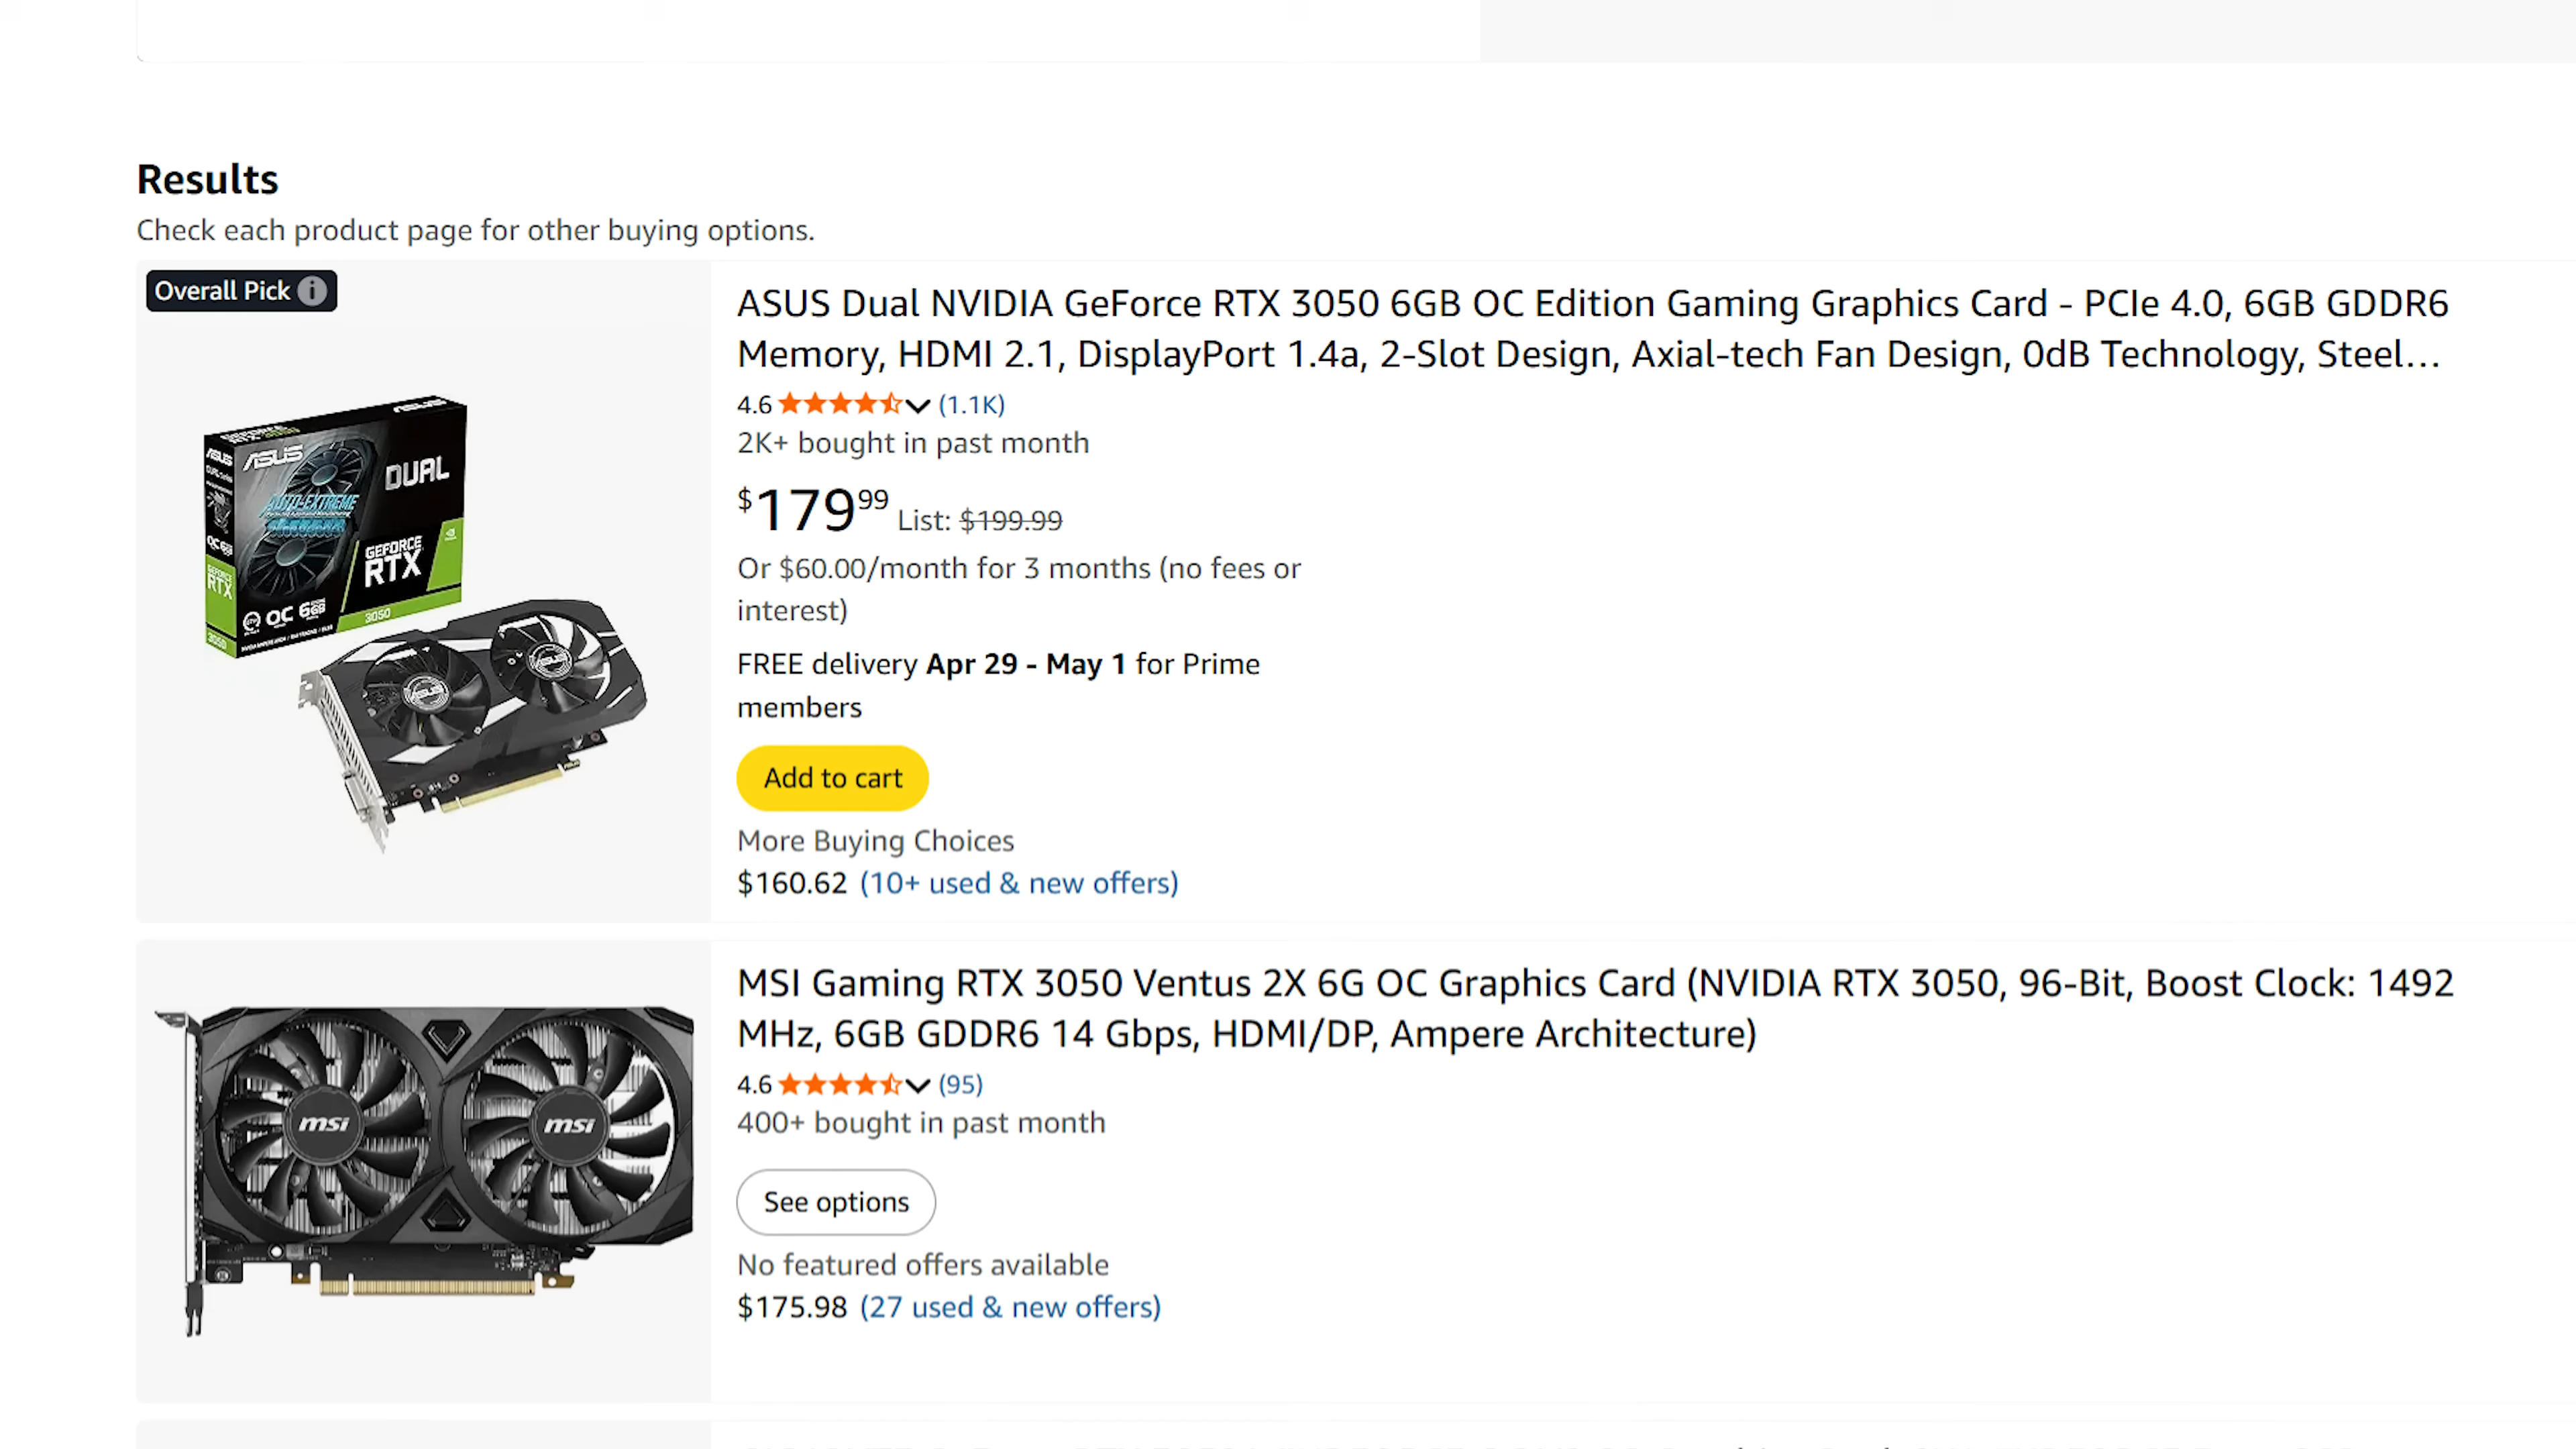 Results
Check each product page for other buying options.
Overall Pick
ASUS
DUAL
GEFORCE
RTX
OC 6GB
3050
msi
msi
ASUS Dual NVIDIA GeForce RTX 3050 6GB OC Edition Gaming Graphics Card - PCIe 4.0, 6GB GDDR6
Memory, HDMI 2.1, DisplayPort 1.4a, 2-Slot Design, Axial-tech Fan Design, 0dB Technology, Steel…
4.6 (1.1K)
2K+ bought in past month
$179.99 List: $199.99
Or $60.00/month for 3 months (no fees or
interest)
FREE delivery Apr 29 - May 1 for Prime
members
Add to cart
More Buying Choices
$160.62 (10+ used & new offers)
MSI Gaming RTX 3050 Ventus 2X 6G OC Graphics Card (NVIDIA RTX 3050, 96-Bit, Boost Clock: 1492
MHz, 6GB GDDR6 14 Gbps, HDMI/DP, Ampere Architecture)
4.6 (95)
400+ bought in past month
See options
No featured offers available
$175.98 (27 used & new offers)